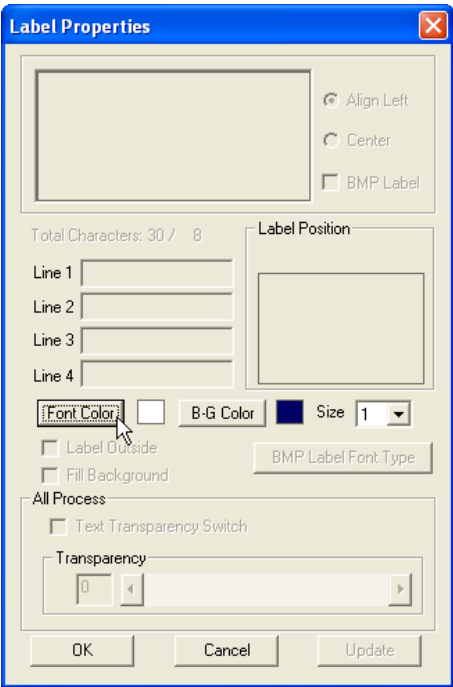 Label Properties
Align Left
Center
BMP Label
Total Characters: 30 / 8
Label Position
Line 1
Line 2
Line 3
Line 4
Font Color
B-G Color
Size
1
Label Outside
Fill Background
BMP Label Font Type
All Process
Text Transparency Switch
Transparency
0
OK
Cancel
Update